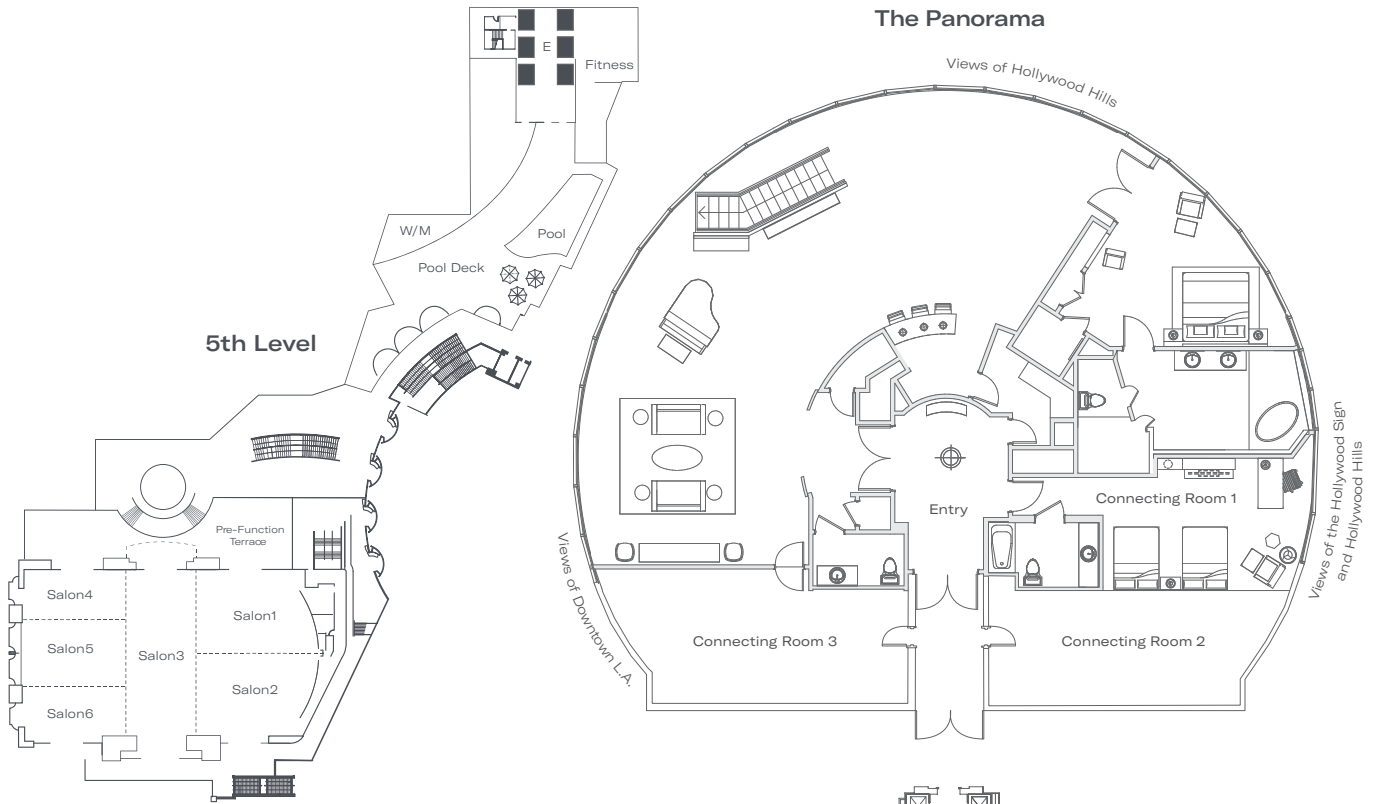 The Panorama
E
Fitness
Views of Hollywood Hills
W/M
Pool
Pool Deck
5th Level
Pre-Function
Terrace
Salon4
Salon1
Salon5
Salon3
Salon2
Salon6
Entry
Connecting Room 1
Views of the Hollywood Sign
and Hollywood Hills
Views of Downtown L.A.
Connecting Room 3
Connecting Room 2